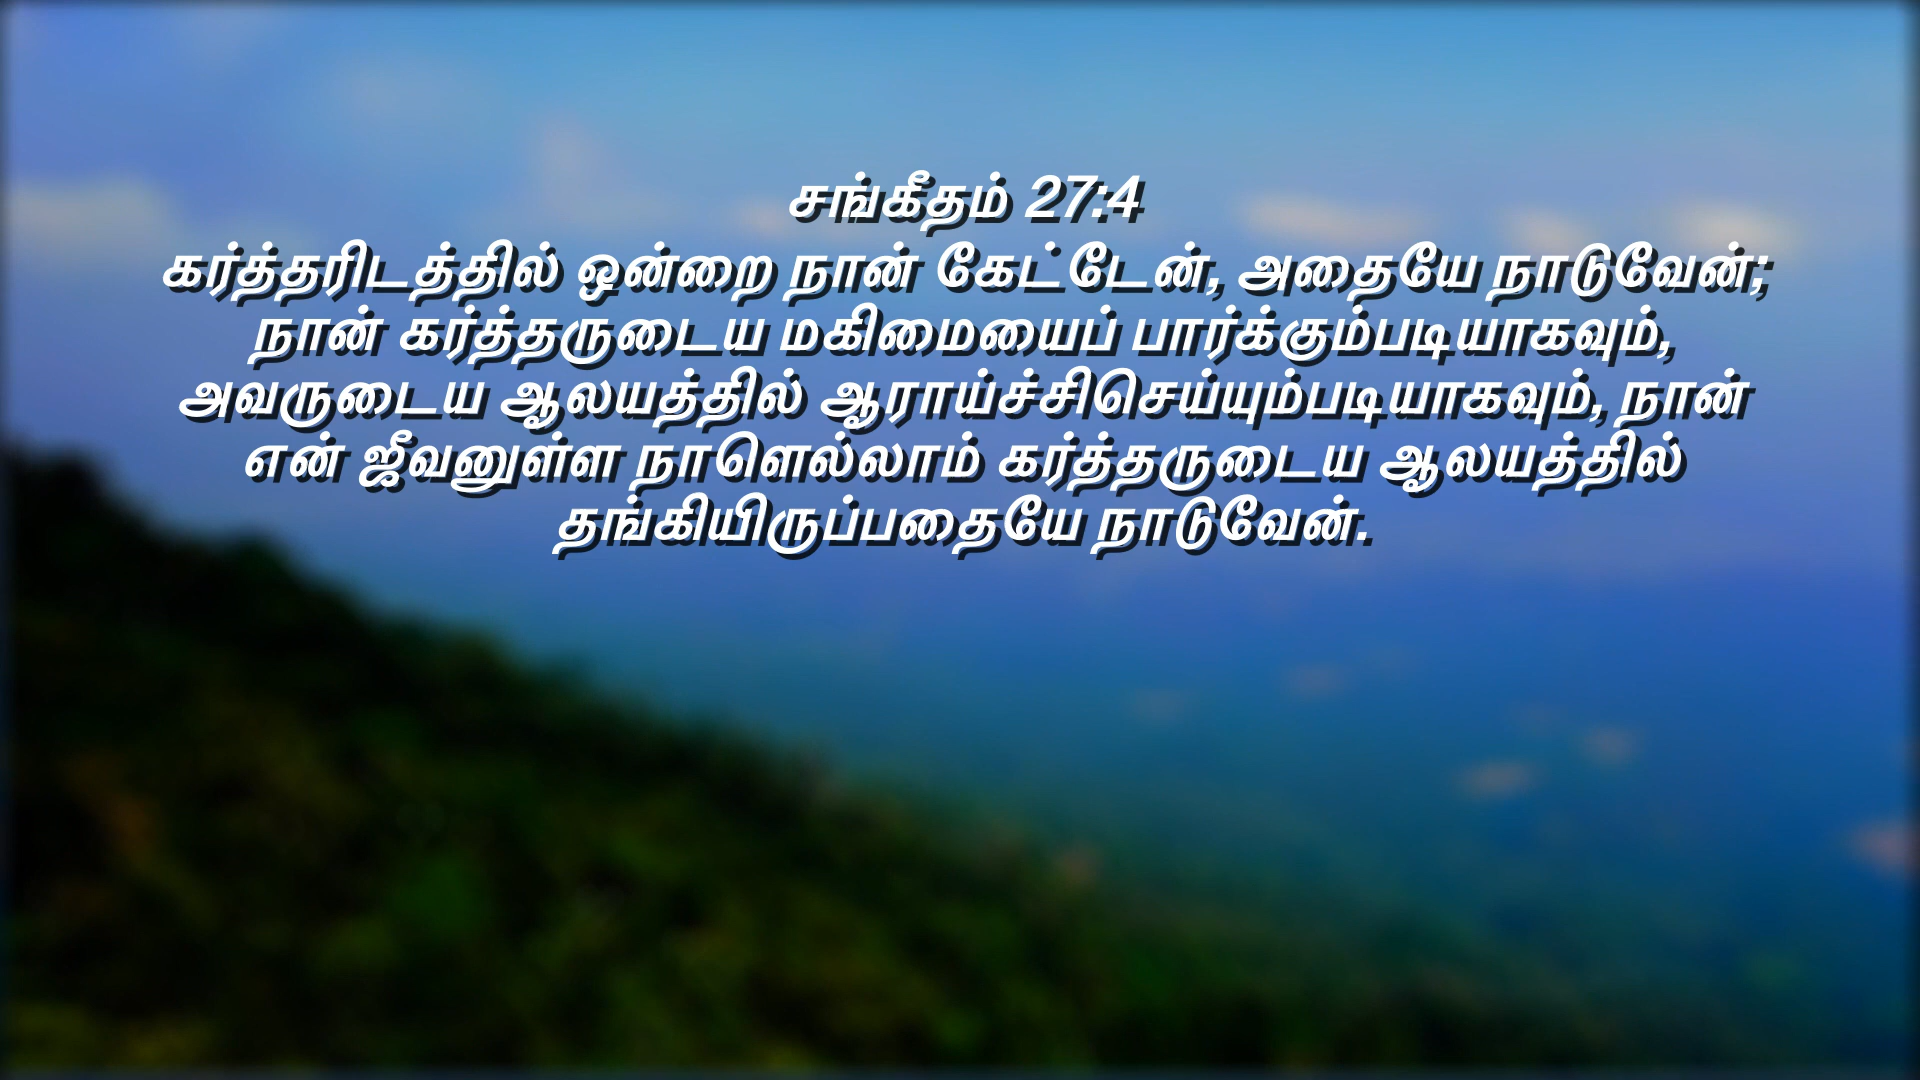 சங்கீதம் 27:4
கர்த்தரிடத்தில் ஒன்றை நான் கேட்டேன், அதையே நாடுவேன்;
நான் கர்த்தருடைய மகிமையைப் பார்க்கும்படியாகவும்,
அவருடைய ஆலயத்தில் ஆராய்ச்சிசெய்யும்படியாகவும், நான்
என் ஜீவனுள்ள நாளெல்லாம் கர்த்தருடைய ஆலயத்தில்
தங்கியிருப்பதையே நாடுவேன்.